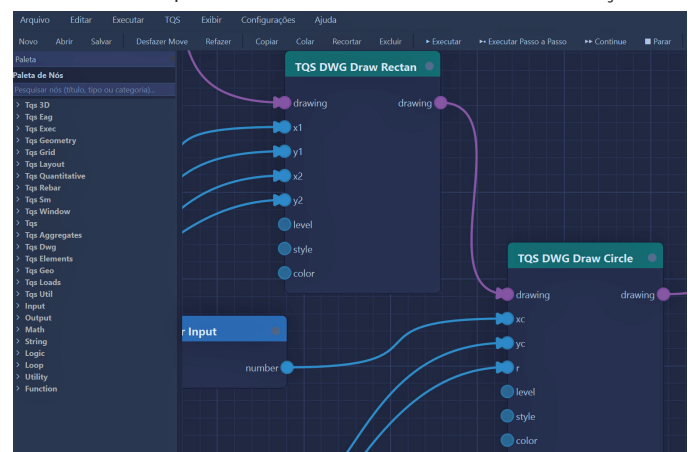 Arquivo Editar Executar TQS Exibir Configurações Ajuda
Novo Abrir Salvar Desfazer Move Refazer Copiar Colar Recortar Excluir Executar Executar Passo a Passo Continue Parar
Paleta
Paleta de Nós
Pesquisar nós (título, tipo ou categoria)...
> Tqs 3D
> Tqs Eag
> Tqs Exec
> Tqs Geometry
> Tqs Grid
> Tqs Layout
> Tqs Quantitative
> Tqs Rebar
> Tqs Sm
> Tqs Window
> Tqs
> Tqs Aggregates
> Tqs Dwg
> Tqs Elements
> Tqs Geo
> Tqs Loads
> Tqs Util
> Input
> Output
> Math
> String
> Logic
> Loop
> Utility
> Function
TQS DWG Draw Rectan
drawing drawing
x1
y1
x2
y2
level
style
color
r Input
number
TQS DWG Draw Circle
drawing drawing
xc
yc
r
level
style
color